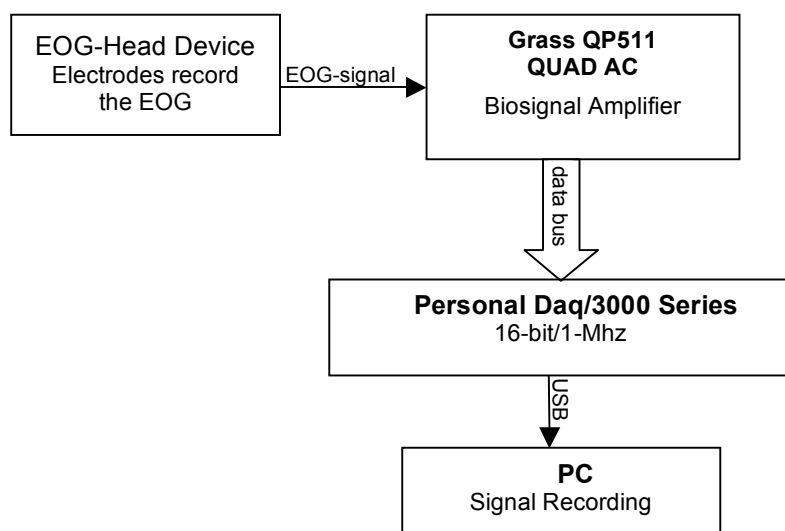 EOG-Head Device
Electrodes record
the EOG
EOG-signal
Grass QP511
QUAD AC
Biosignal Amplifier
data bus
Personal Daq/3000 Series
16-bit/1-Mhz
USB
PC
Signal Recording